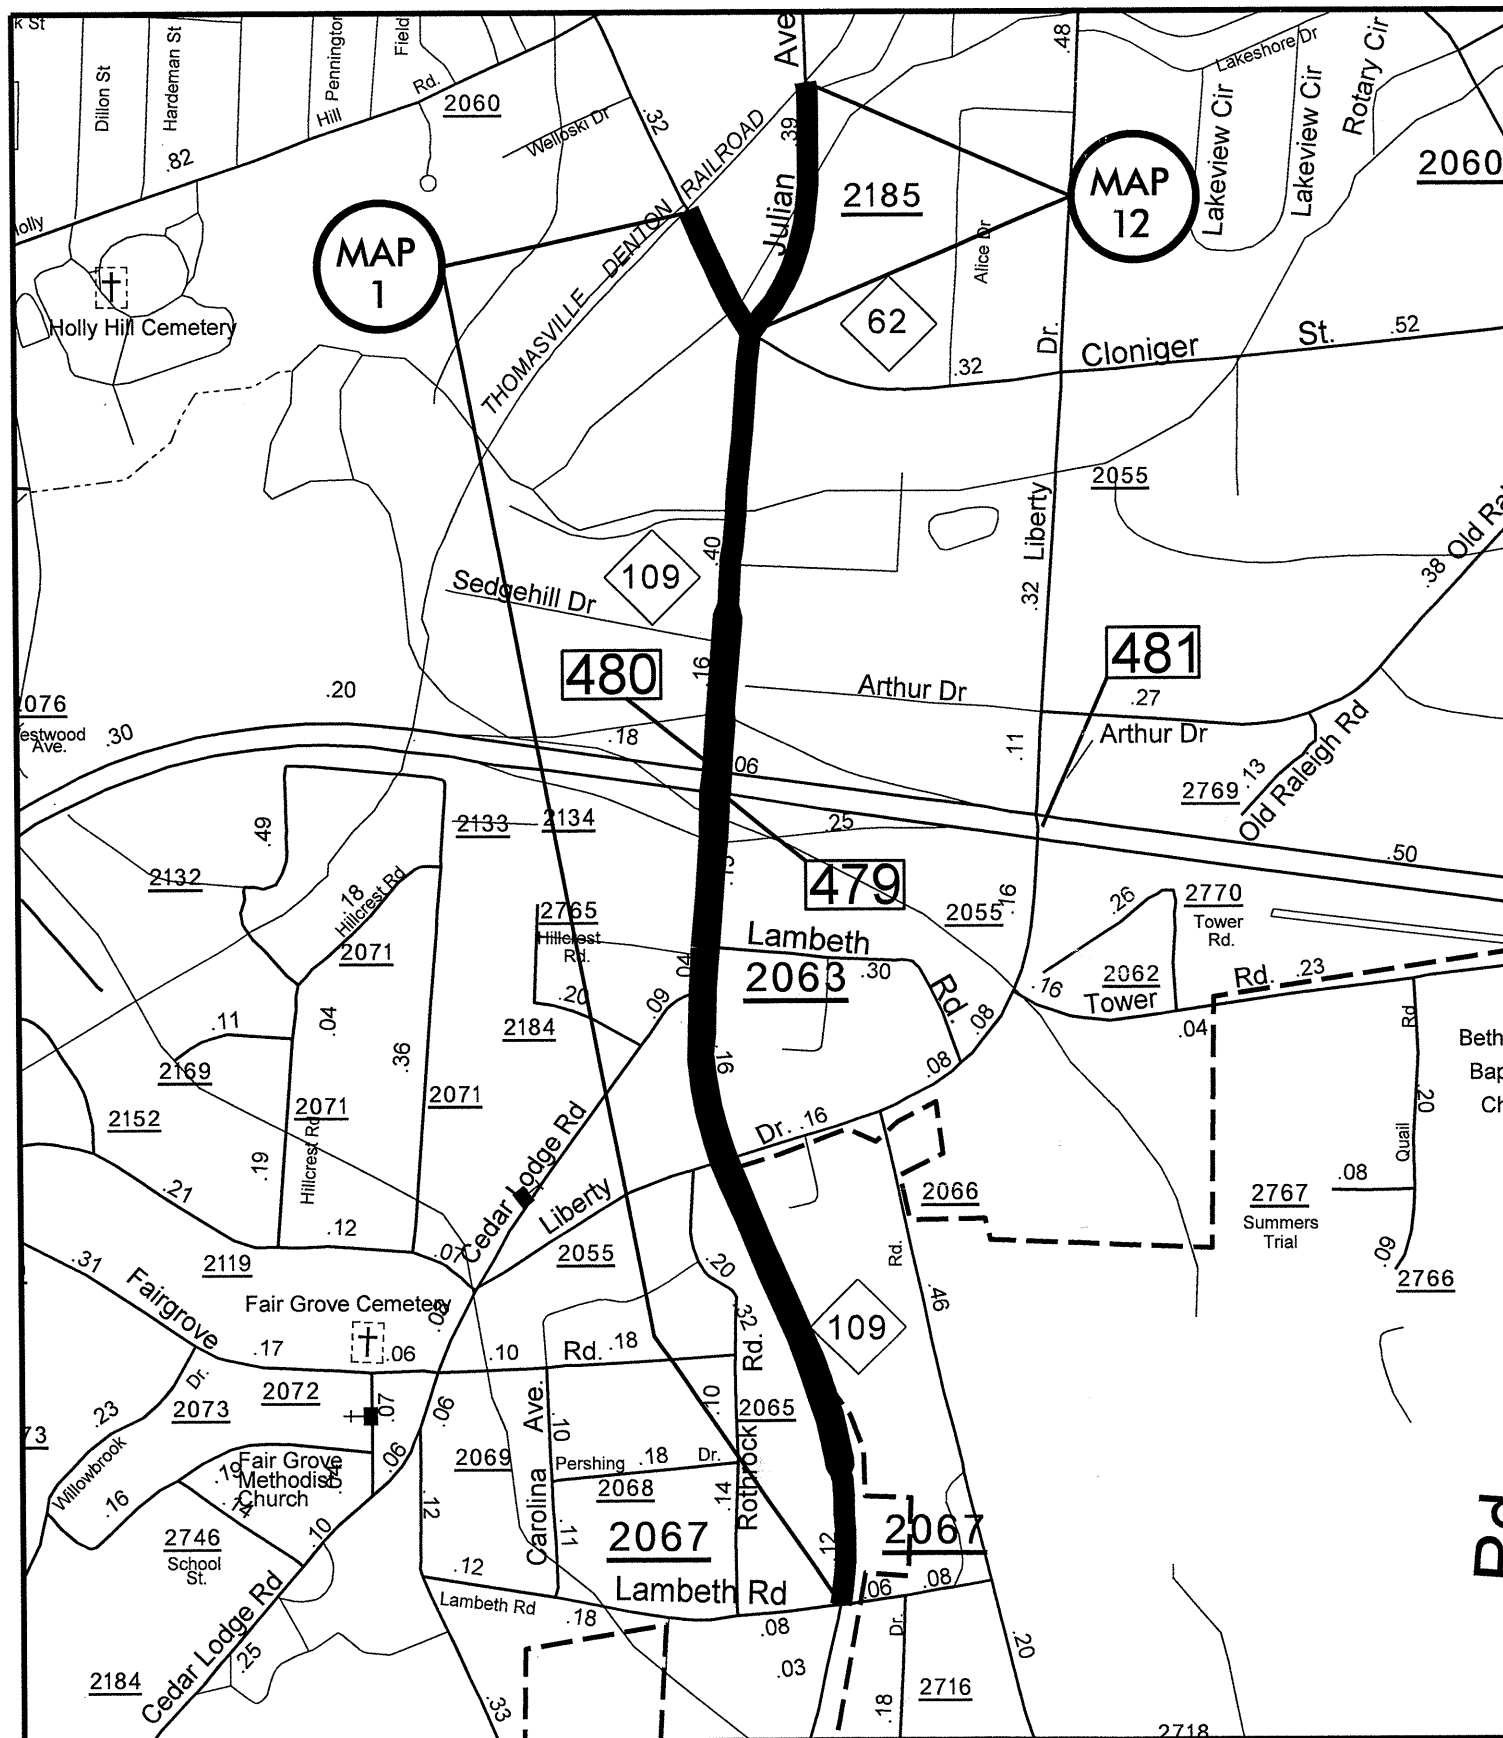 k St
Dillon St
Hardeman St
Hill Pennington
Field
Rd.
2060
Welloski Dr
.32
RAILROAD
DENTON
THOMASVILLE
Julian Ave
.39
2185
.48
MAP
12
Lakeshore Dr
Lakeview Cir
Lakeview Cir
Rotary Cir
2060
.82
Holly
MAP
1
Holly Hill Cemetery
62
Alice Dr
Dr.
Cloniger St.
.52
.32
2055
Liberty
.32
.38 Old Ra
.40
109
Sedgehill Dr
480
.16
481
Arthur Dr
.27
Arthur Dr
.11
2076
estwood
Ave.
.30
.20
.18
.06
2769
.13
Old Raleigh Rd
.49
2133
2134
.25
.50
2132
.18
Hillcrest Rd
2071
479
2765
Hillcrest
Rd.
.20
2184
.04
.09
Lambeth
2063
.30
Rd.
2055
.16
.26
2770
Tower
Rd.
2062
.16
Tower
Rd.
.23
.04
.08
.08
.11
.04
.36
2169
2152
2071
2071
Hillcrest Rd
.19
.21
.12
.16
Rd
.20
Quail
Beth
Bap
Ch
Cedar Lodge Rd
Liberty
Dr. .16
2066
2767
Summers
Trial
.08
.09
2766
2119
.07
2055
.31
Fairgrove
Fair Grove Cemetery
.08
.20
.32
Rd.
.46
109
.17
.06
.10
Rd.
.18
Rd.
Dr.
2072
2073
.23
Willowbrook
.07
.06
.06
Carolina Ave.
.10
.10
2065
Rothrock
73
Fair Grove
Methodist
Church
.19
.04
.14
.16
2069
Pershing .18 Dr.
2068
.14
2746
School
St.
.10
.12
.11
2067
2067
.12
.12
Lambeth Rd
.06
.08
Lambeth Rd
.18
.08
Dr.
.20
Rd
2184
Cedar Lodge Rd
.25
.33
.03
.18
2716
2718